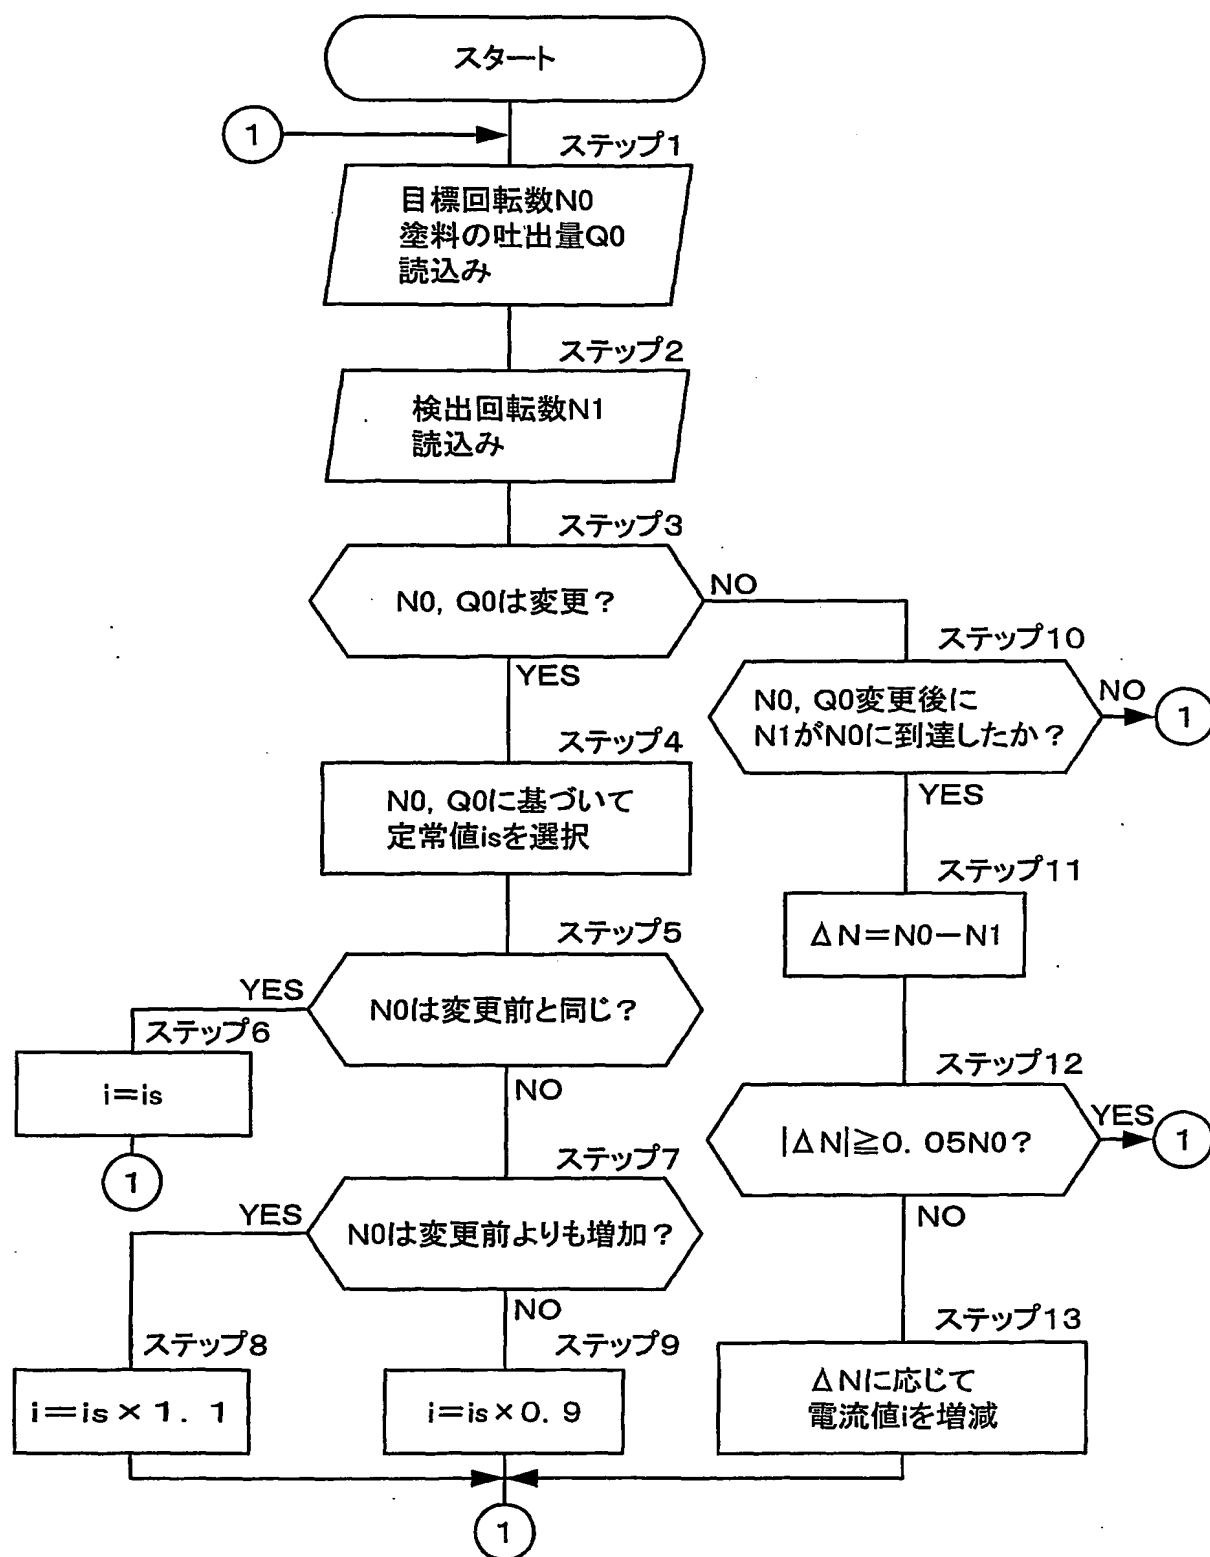 スタート
1
ステップ1
目標回転数N0
塗料の吐出量Q0
読込み
ステップ2
検出回転数N1
読込み
ステップ3
N0, Q0は変更?
NO
YES
ステップ4
N0, Q0に基づいて
定常値isを選択
ステップ5
N0は変更前と同じ?
YES
NO
ステップ6
i=is
1
ステップ7
N0は変更前よりも増加?
YES
NO
ステップ8
i=is×1.1
ステップ9
i=is×0.9
ステップ10
N0, Q0変更後に
N1がN0に到達したか?
NO
1
YES
ステップ11
ΔN=N0−N1
ステップ12
|ΔN|≧0.05N0?
YES
1
NO
ステップ13
ΔNに応じて
電流値iを増減
1